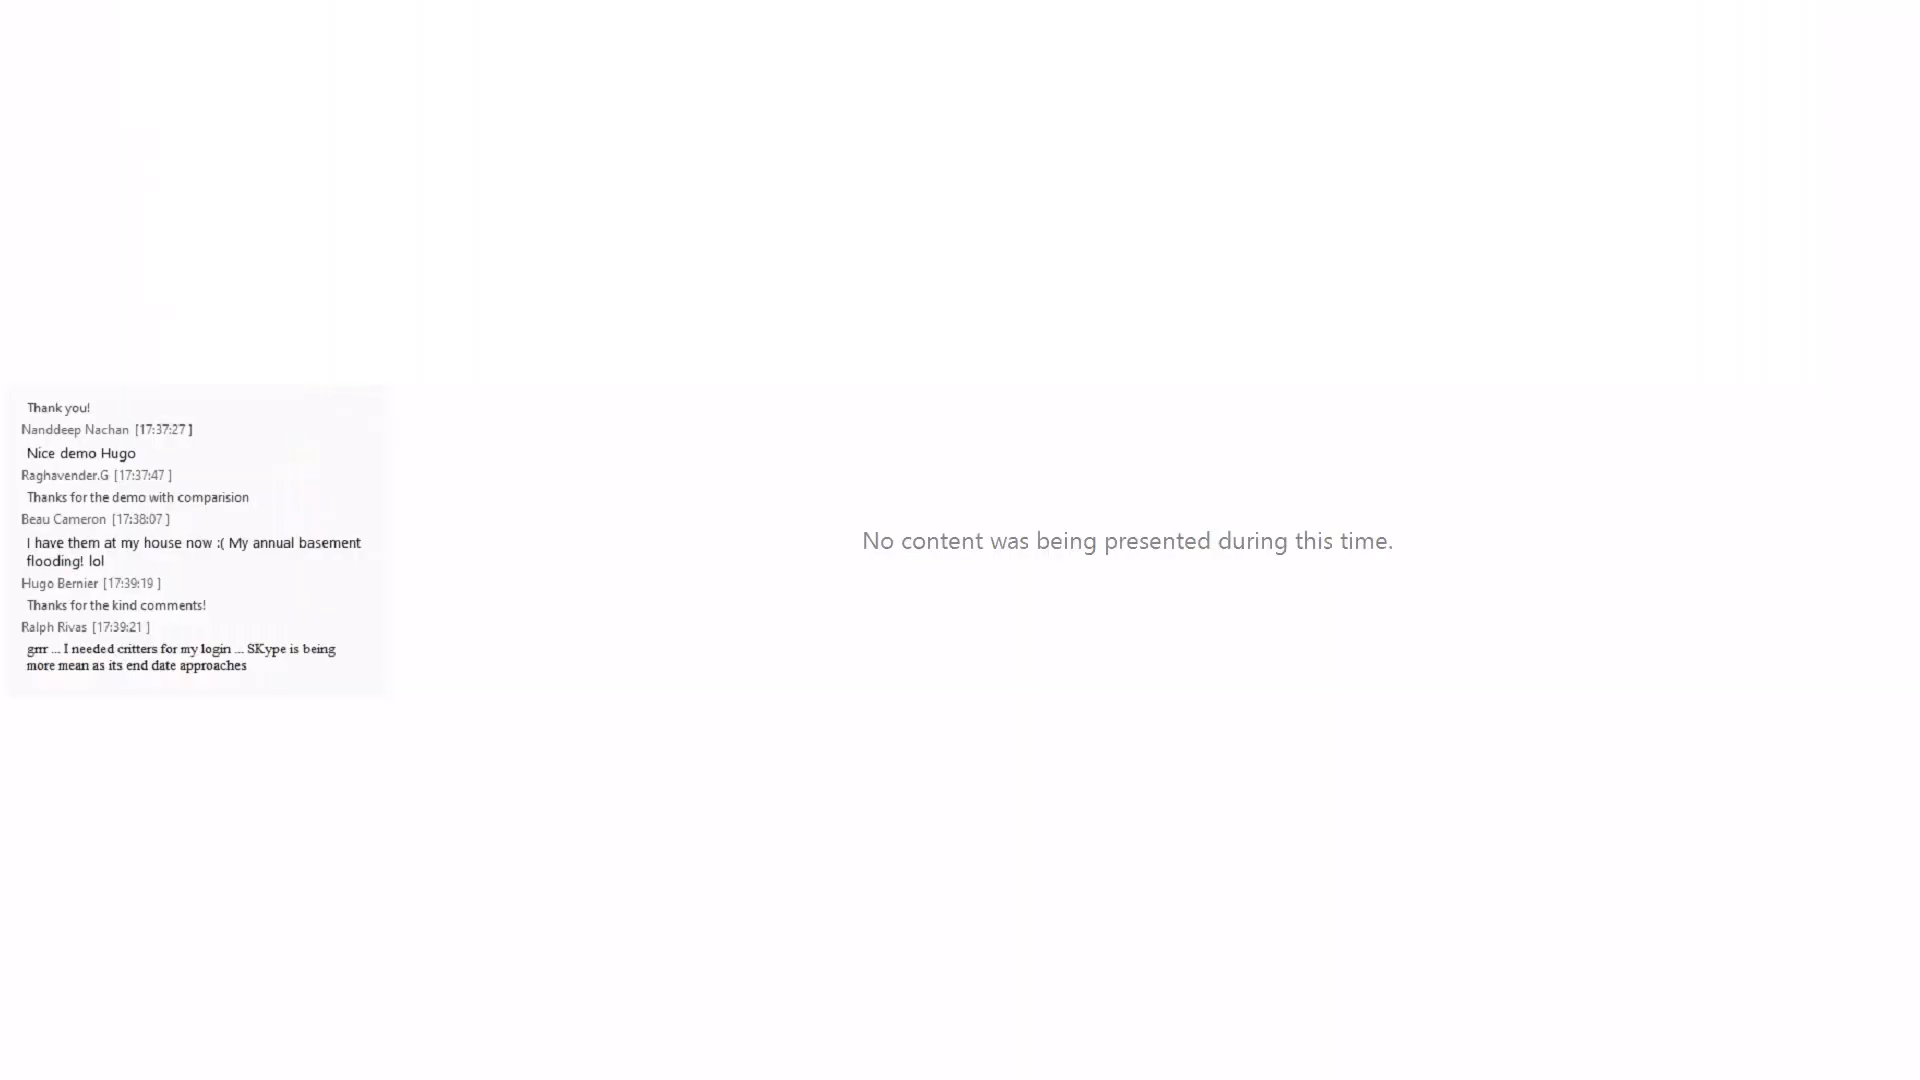 Thank you!
Nanddeep Nachan [17:37:27 ]
Nice demo Hugo
Raghavender.G [17:37:47 ]
Thanks for the demo with comparision
Beau Cameron [17:38:07 ]
I have them at my house now :( My annual basement
flooding! lol
Hugo Bernier [17:39:19 ]
Thanks for the kind comments!
Ralph Rivas [17:39:21 ]
grrr ... I needed critters for my login ... SKype is being
more mean as its end date approaches
No content was being presented during this time.